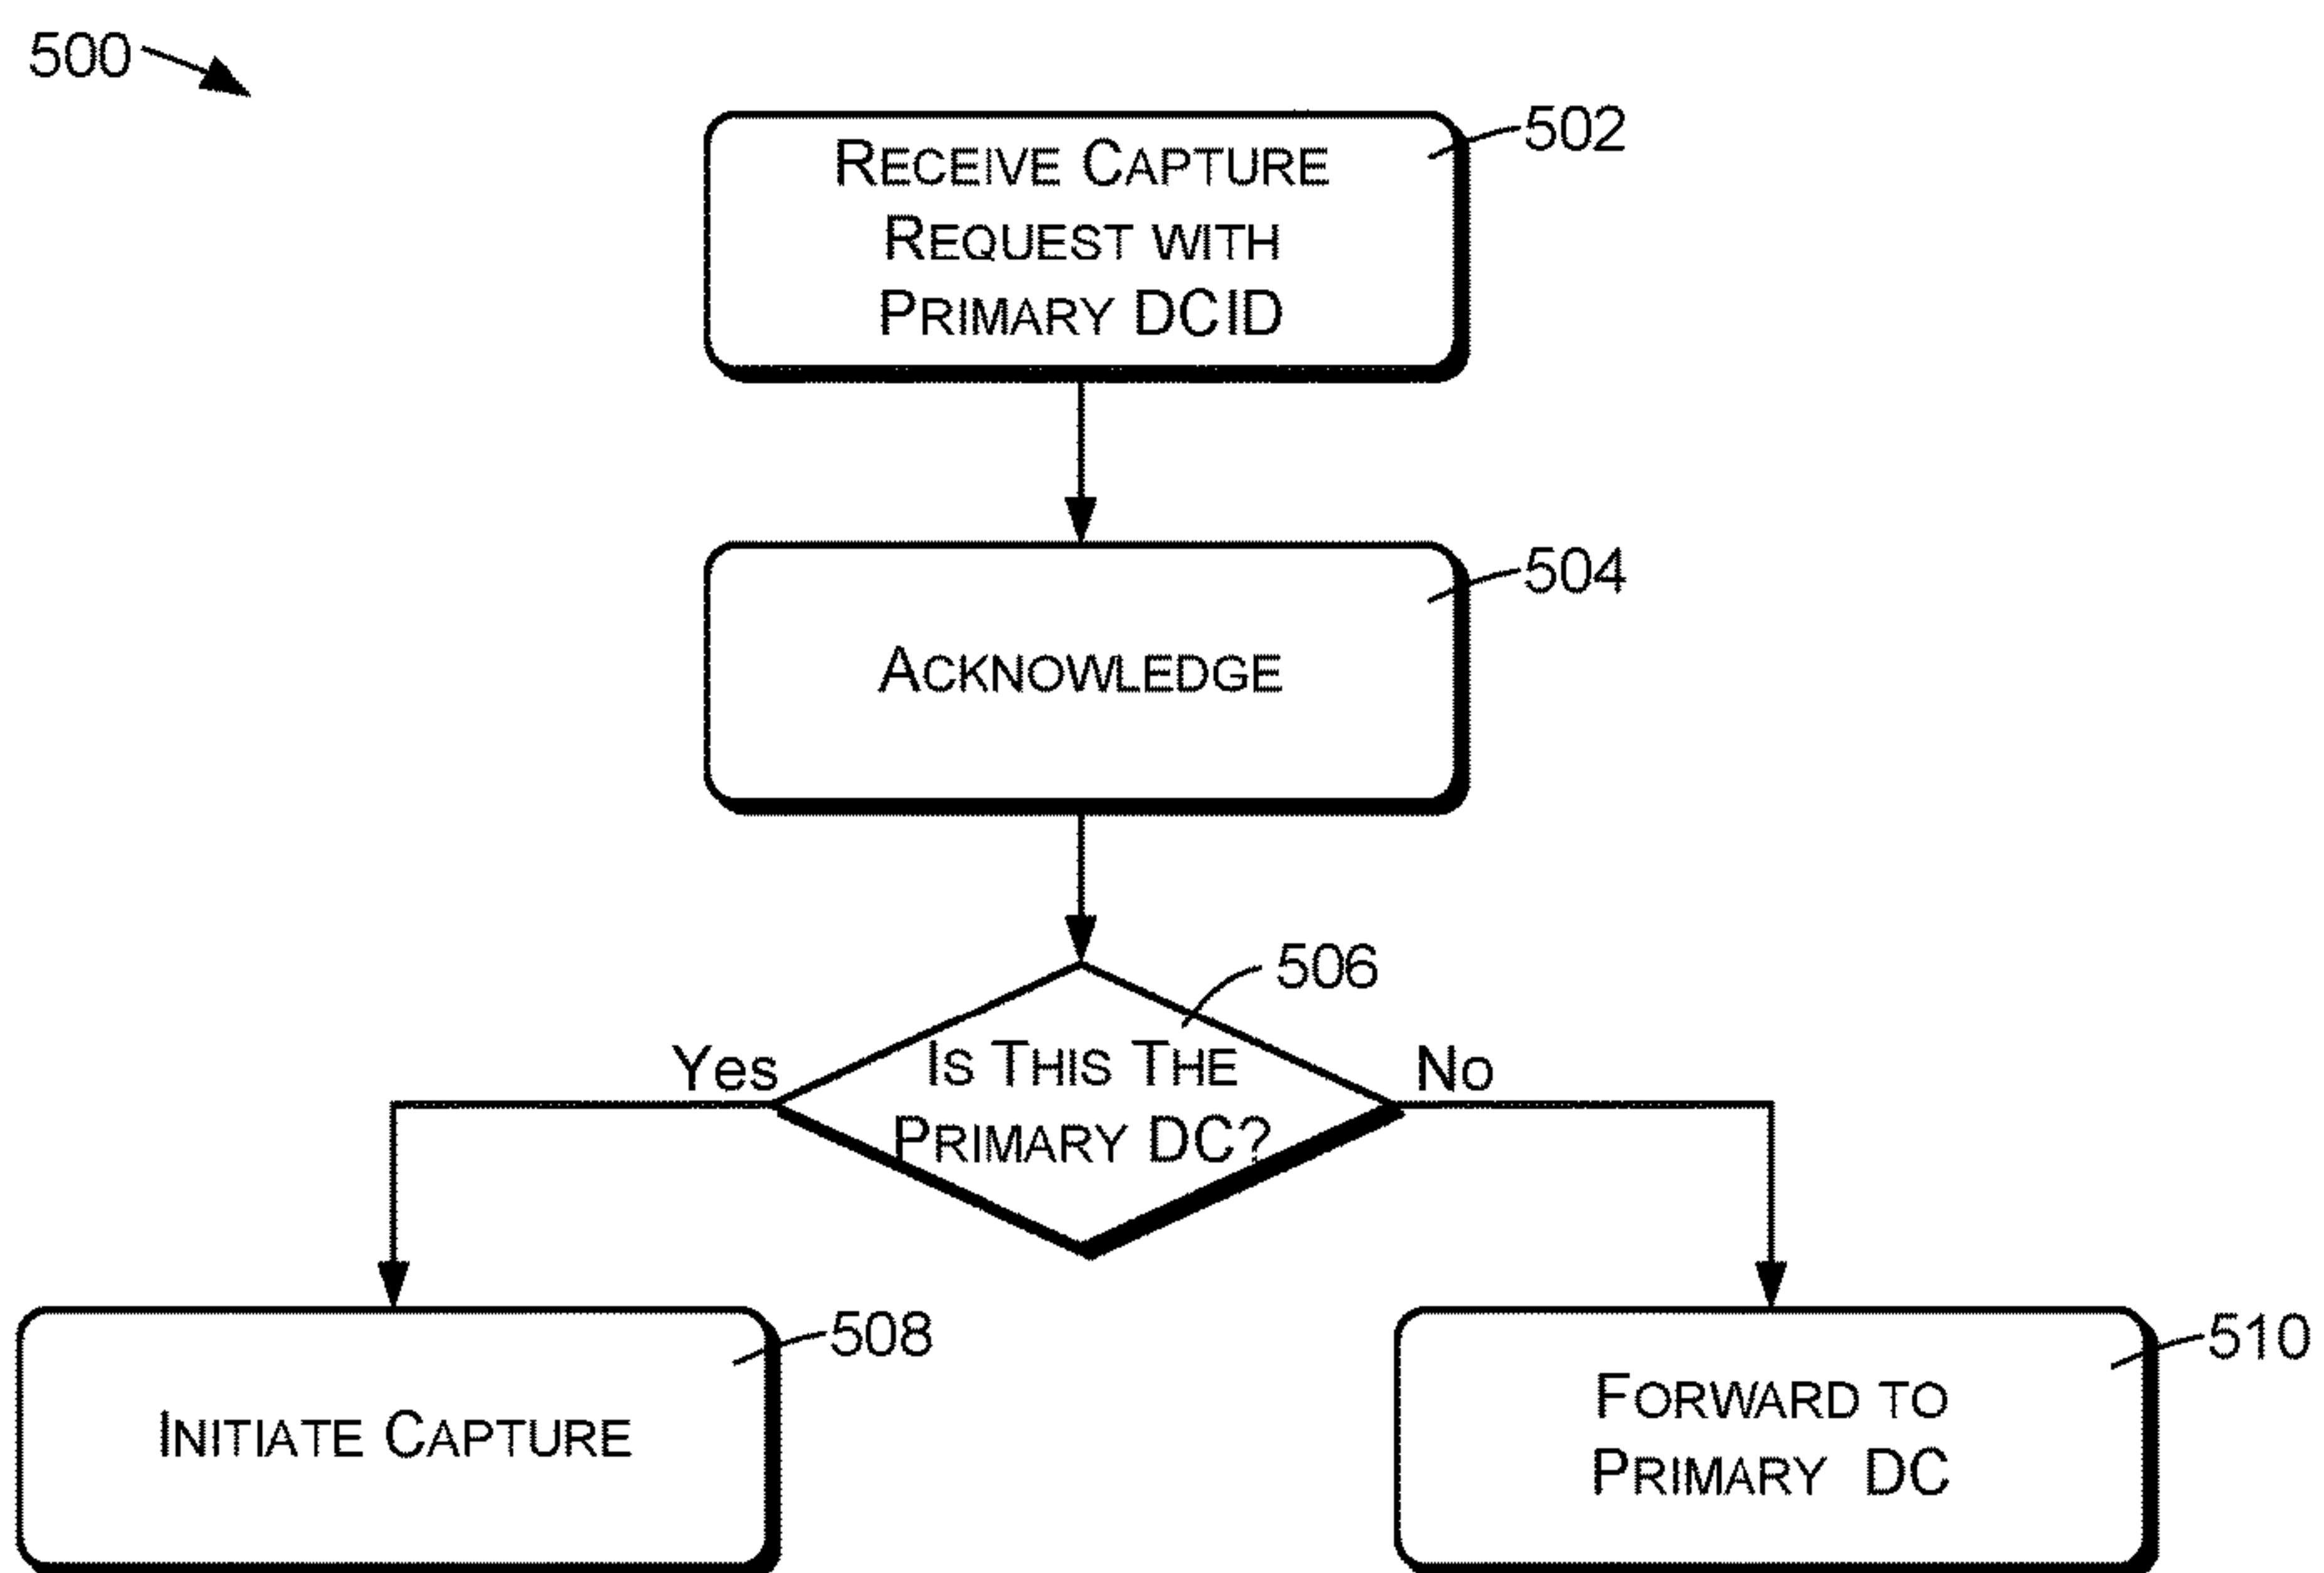 500
RECEIVE CAPTURE
REQUEST WITH
PRIMARY DCID
502
ACKNOWLEDGE
504
506
IS THIS THE
PRIMARY DC?
Yes
No
INITIATE CAPTURE
508
FORWARD TO
PRIMARY DC
510